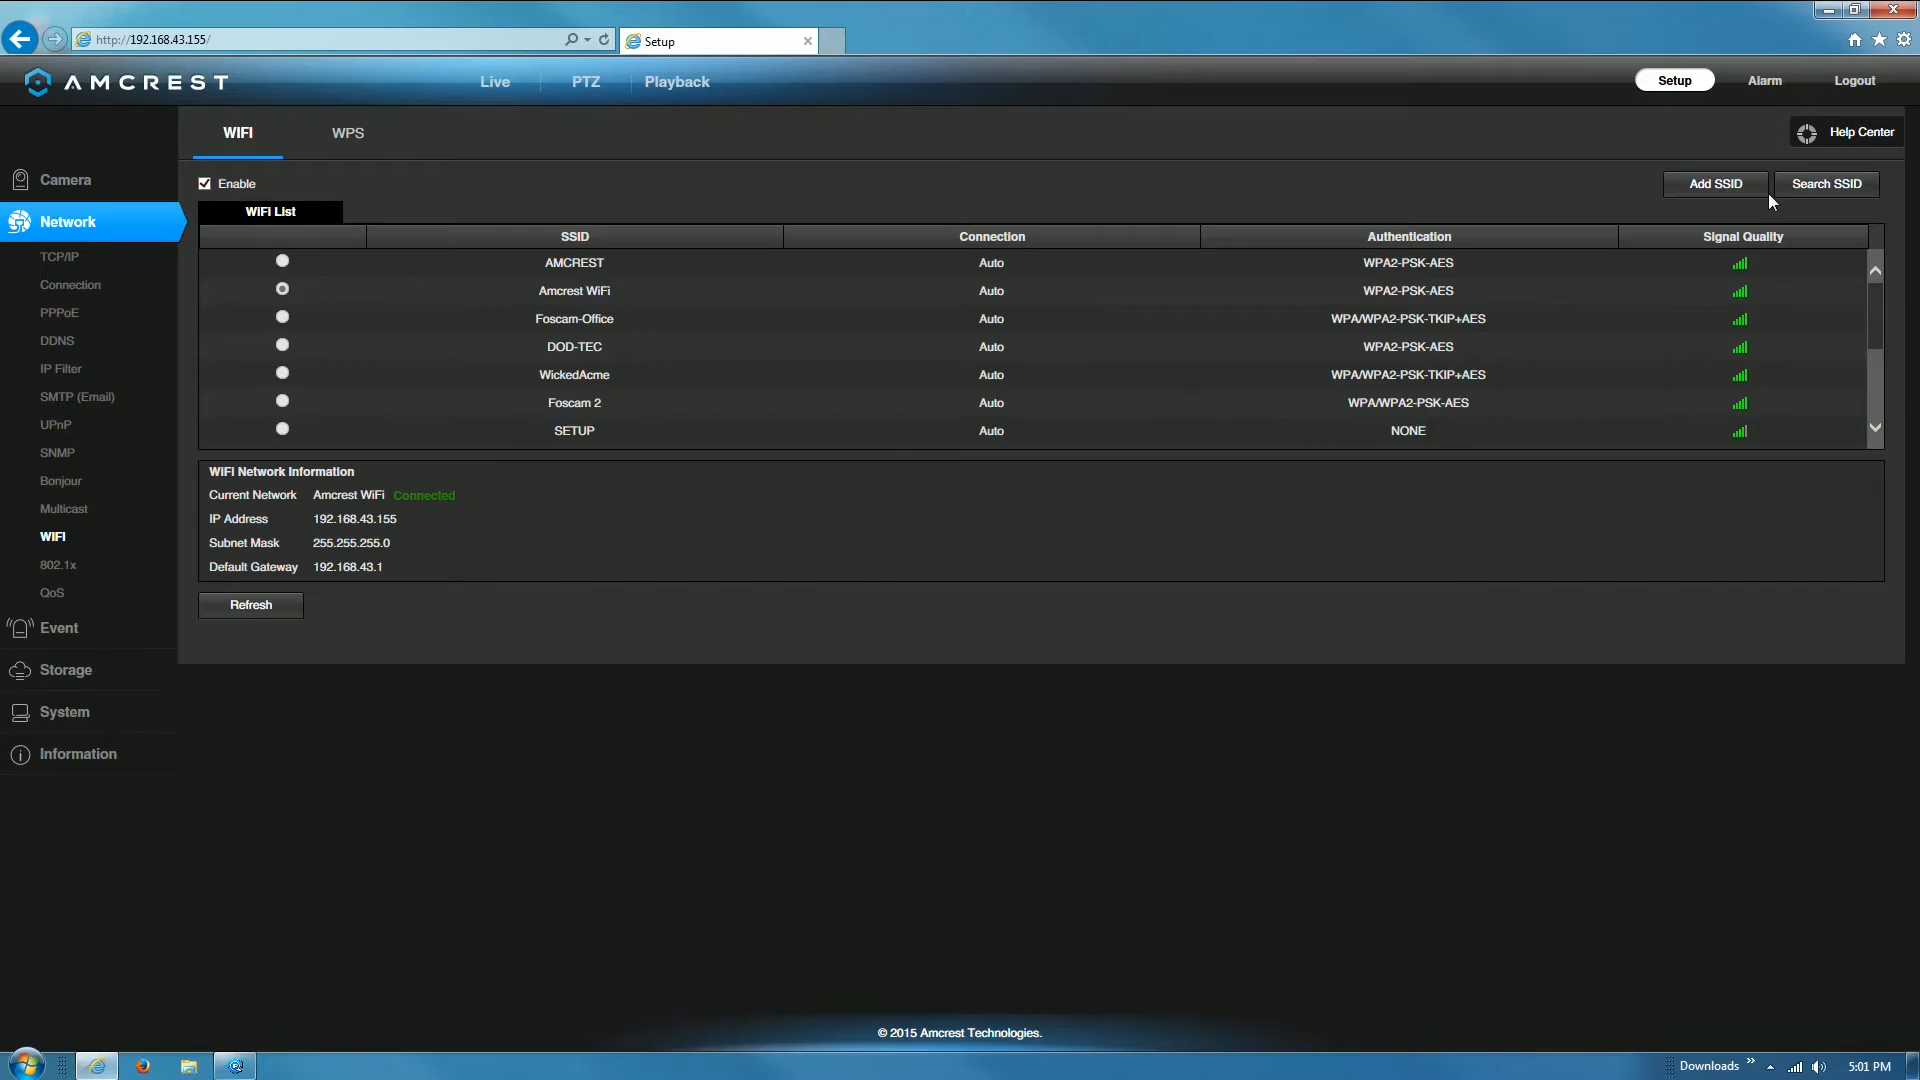 http://192.168.43.155/
Setup
AMCREST
Live
PTZ
Playback
Setup
Alarm
Logout
WIFI
WPS
Help Center
Camera
Network
TCP/IP
Connection
PPPoE
DDNS
IP Filter
SMTP (Email)
UPnP
SNMP
Bonjour
Multicast
WIFI
802.1x
QoS
Event
Storage
System
Information
Enable
Add SSID
Search SSID
WiFi List
SSID Connection Authentication Signal Quality
AMCREST Auto WPA2-PSK-AES
Amcrest WiFi Auto WPA2-PSK-AES
Foscam-Office Auto WPA/WPA2-PSK-TKIP+AES
DOD-TEC Auto WPA2-PSK-AES
WickedAcme Auto WPA/WPA2-PSK-TKIP+AES
Foscam 2 Auto WPA/WPA2-PSK-AES
SETUP Auto NONE
WIFI Network Information
Current Network Amcrest WiFi Connected
IP Address 192.168.43.155
Subnet Mask 255.255.255.0
Default Gateway 192.168.43.1
Refresh
© 2015 Amcrest Technologies.
Downloads
5:01 PM